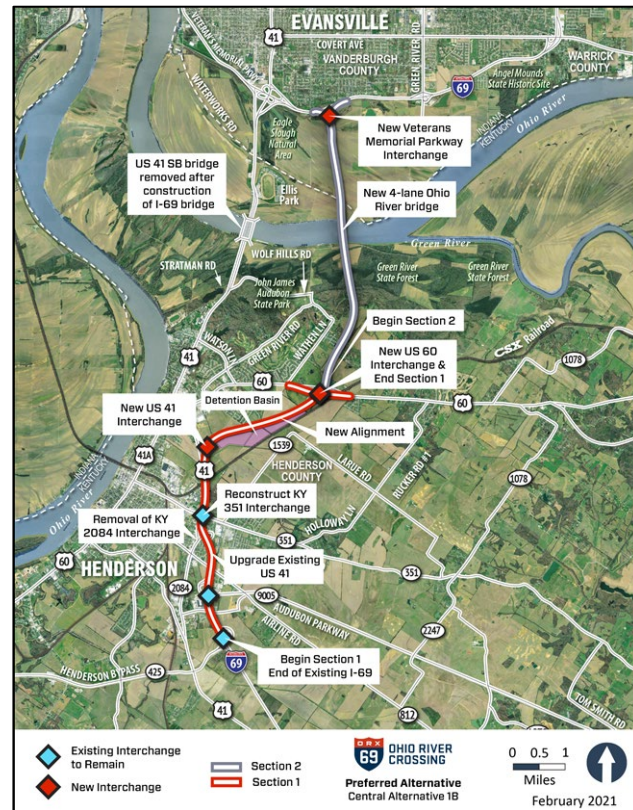 EVANSVILLE
41
COVERT AVE
VETERANS MEMORIAL PKWY
VANDERBURGH
COUNTY
GREEN RIVER RD
WARRICK
COUNTY
69
Angel Mounds
State Historic Site
WATERWORKS RD
Eagle
Slough
Natural
Area
New Veterans
Memorial Parkway
Interchange
INDIANA
KENTUCKY
Ohio River
US 41 SB bridge
removed after
construction
of I-69 bridge
Ellis
Park
New 4-lane Ohio
River bridge
Green River
WOLF HILLS RD
STRATMAN RD
John James
Audubon
State Park
Green River
State Forest
Green River
State Forest
WATSON LN
GREEN RIVER RD
WATHEN LN
Begin Section 2
41
CSX Railroad
1078
60
New US 60
Interchange &
End Section 1
60
Detention Basin
New US 41
Interchange
New Alignment
41A
41
1539
HENDERSON
COUNTY
LARUE RD
RUCKER RD #1
1078
INDIANA
KENTUCKY
Ohio River
Reconstruct KY
351 Interchange
HOLLOWAY LN
Removal of KY
2084 Interchange
351
60
HENDERSON
Upgrade Existing
US 41
351
2084
9005
AUDUBON PARKWAY
AIRLINE RD
2247
Begin Section 1
End of Existing I-69
69
HENDERSON BYPASS
425
41
812
TOM SMITH RD
Existing Interchange
to Remain
New Interchange
Section 2
Section 1
ORX
69
OHIO RIVER
CROSSING
Preferred Alternative
Central Alternative 1B
0 0.5 1
Miles
February 2021